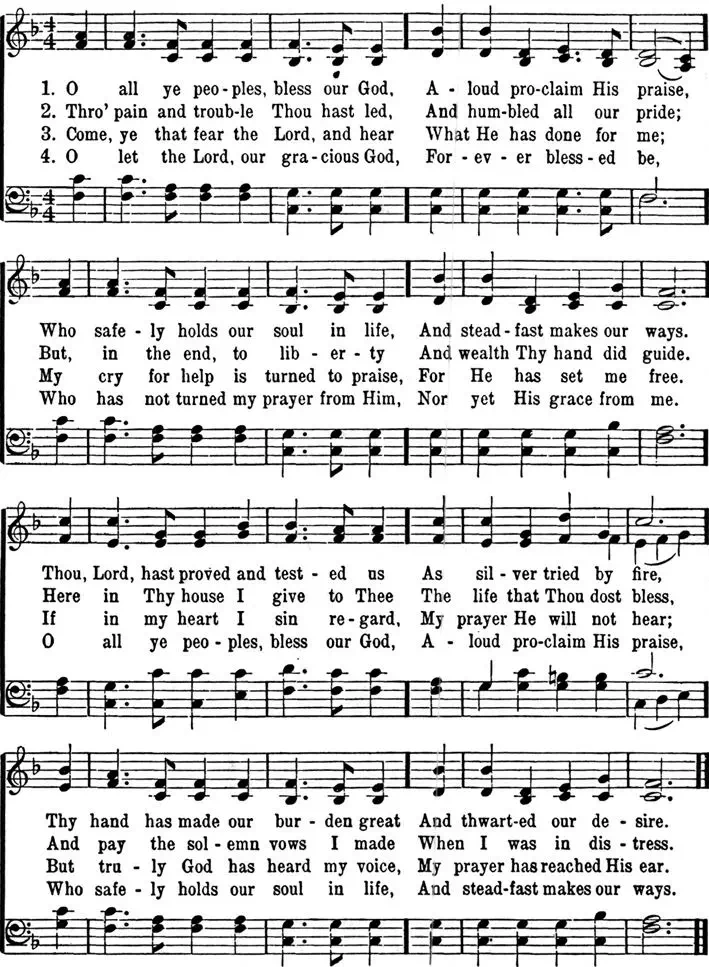 1. O all ye peo-ples, bless our God, A - loud pro-claim His praise,
2. Thro' pain and troub-le Thou hast led, And hum-bled all our pride;
3. Come, ye that fear the Lord, and hear What He has done for me;
4. O let the Lord, our gra-cious God, For - ev - er bless-ed be,
Who safe - ly holds our soul in life, And stead-fast makes our ways.
But, in the end, to lib - er - ty And wealth Thy hand did guide.
My cry for help is turned to praise, For He has set me free.
Who has not turned my prayer from Him, Nor yet His grace from me.
Thou, Lord, hast proved and test - ed us As sil - ver tried by fire,
Here in Thy house I give to Thee The life that Thou dost bless,
If in my heart I sin re-gard, My prayer He will not hear;
O all ye peo-ples, bless our God, A - loud pro-claim His praise,
Thy hand has made our bur - den great And thwart-ed our de - sire.
And pay the sol-emn vows I made When I was in dis - tress.
But tru - ly God has heard my voice, My prayer has reached His ear.
Who safe - ly holds our soul in life, And stead-fast makes our ways.